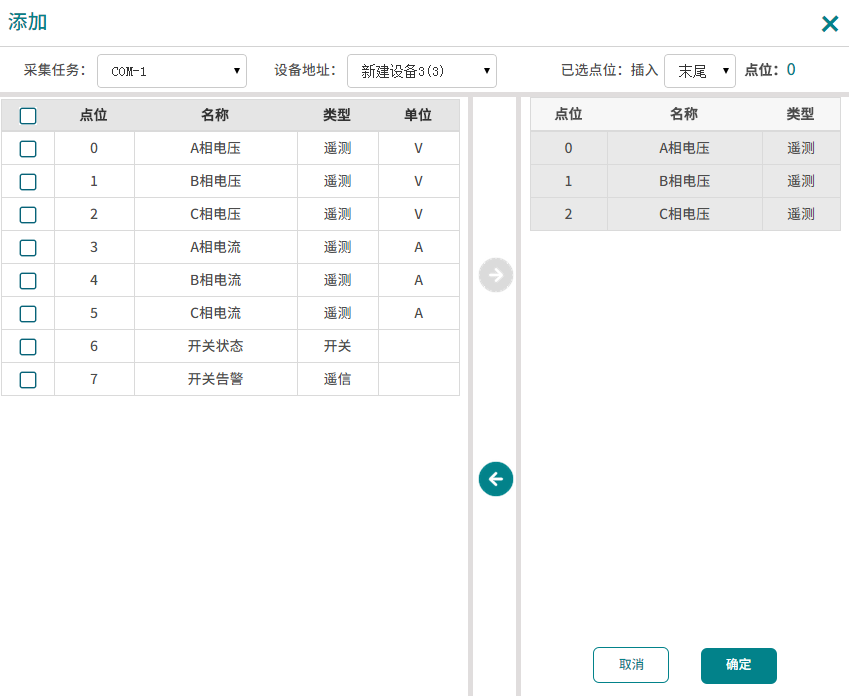 添加
采集任务： COM-1 设备地址： 新建设备3(3) 已选点位：插入 末尾 点位：0
点位 名称 类型 单位
0 A相电压 遥测 V
1 B相电压 遥测 V
2 C相电压 遥测 V
3 A相电流 遥测 A
4 B相电流 遥测 A
5 C相电流 遥测 A
6 开关状态 开关
7 开关告警 遥信
点位 名称 类型
0 A相电压 遥测
1 B相电压 遥测
2 C相电压 遥测
取消 确定